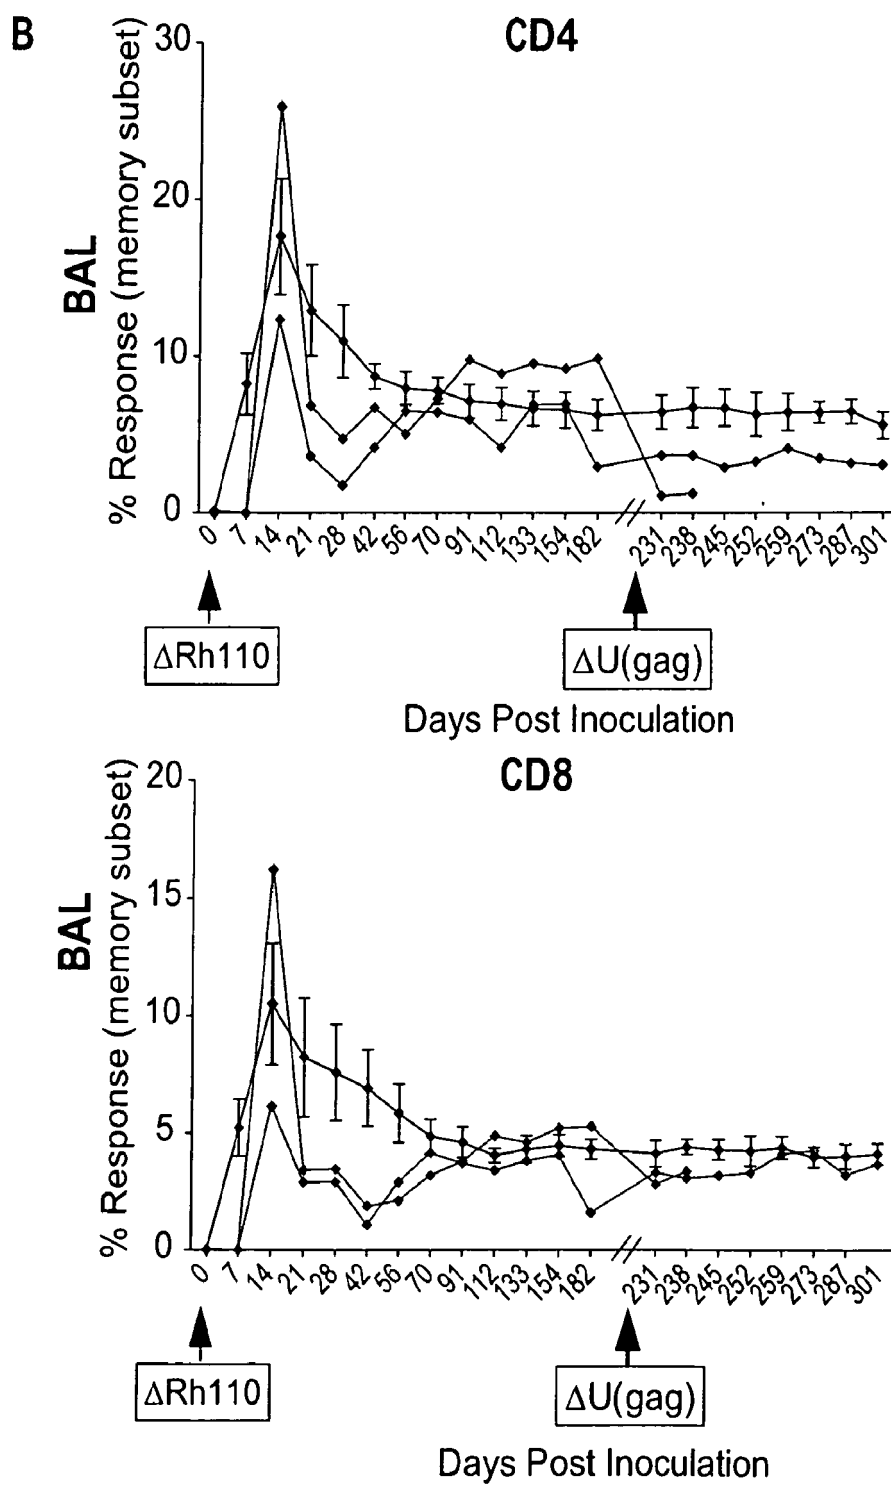 B
CD4
BAL
% Response (memory subset)
30
20
10
0
0 7 14 21 28 42 56 70 91 112 133 154 182 231 238 245 252 259 273 287 301
ΔRh110
ΔU(gag)
Days Post Inoculation
CD8
BAL
% Response (memory subset)
20
15
10
5
0
0 7 14 21 28 42 56 70 91 112 133 154 182 231 238 245 252 259 273 287 301
ΔRh110
ΔU(gag)
Days Post Inoculation